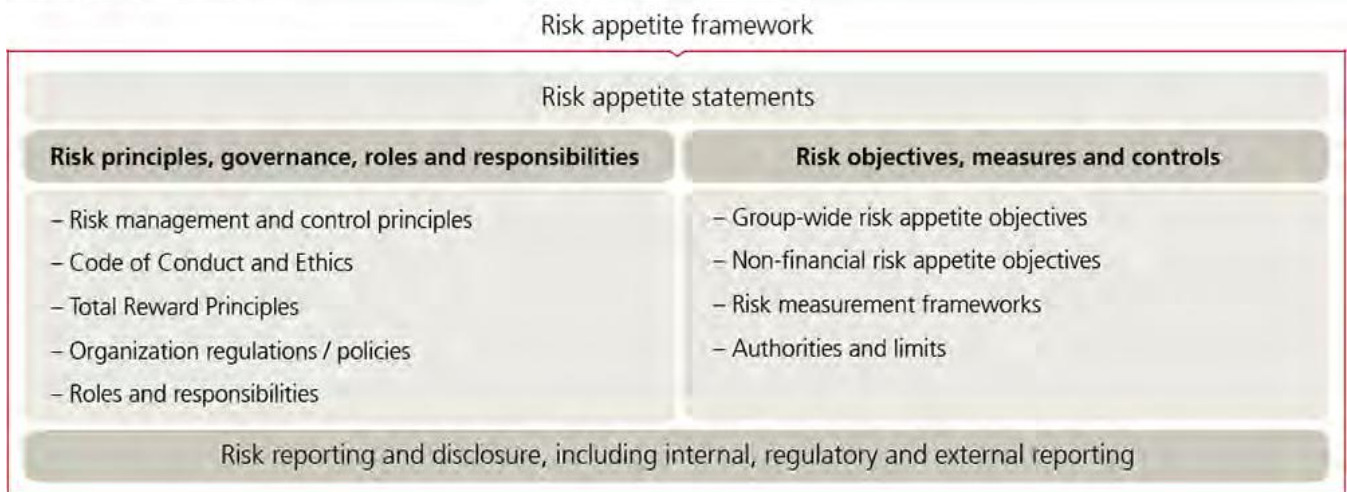 Risk appetite framework
Risk appetite statements
Risk principles, governance, roles and responsibilities
– Risk management and control principles
– Code of Conduct and Ethics
– Total Reward Principles
– Organization regulations / policies
– Roles and responsibilities
Risk objectives, measures and controls
– Group-wide risk appetite objectives
– Non-financial risk appetite objectives
– Risk measurement frameworks
– Authorities and limits
Risk reporting and disclosure, including internal, regulatory and external reporting